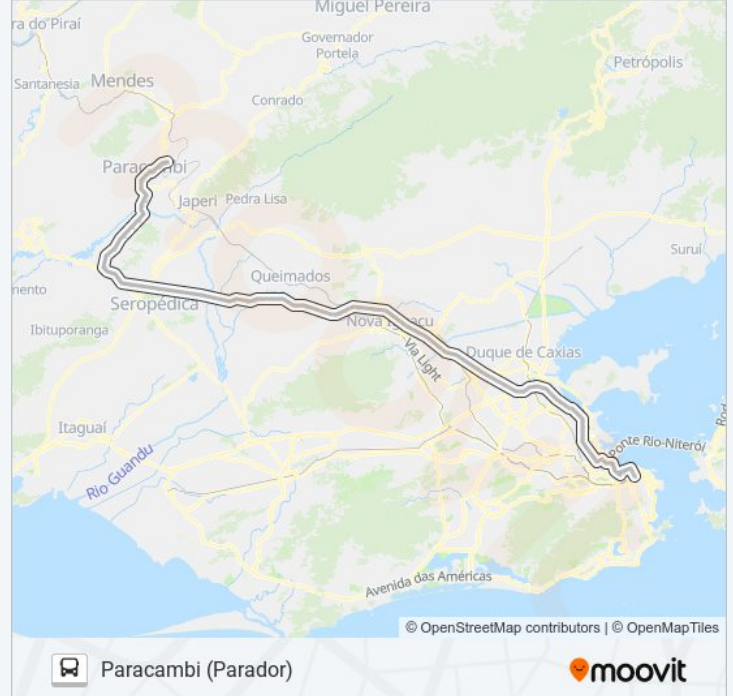 Miguel Pereira
ra do Piraí
Governador
Portela
Santanesia
Mendes
Petrópolis
Conrado
Paracambi
Japeri
Pedra Lisa
Suruí
Queimados
nento
Seropédica
Nova Iguaçu
Ibituporanga
Via Light
Duque de Caxias
Rod
Itaguaí
Ponte Rio-Niterói
Rio Guandu
Avenida das Américas
© OpenStreetMap contributors | © OpenMapTiles
Paracambi (Parador)
moovit